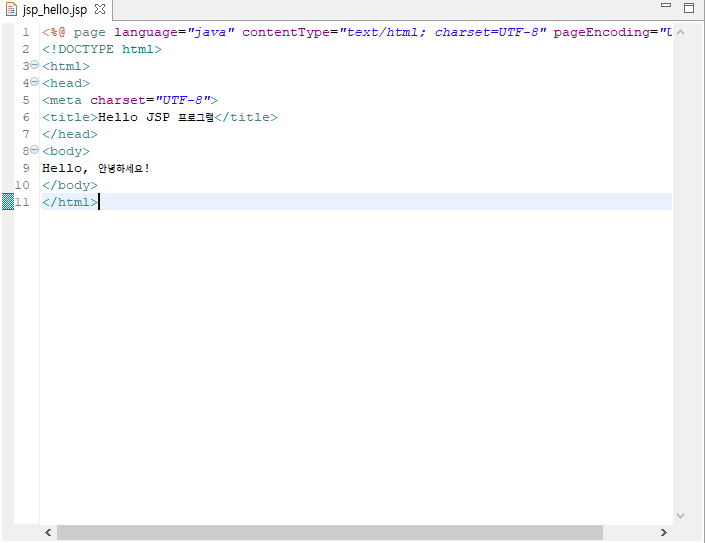 jsp_hello.jsp
1 <%@ page language="java" contentType="text/html; charset=UTF-8" pageEncoding="U
2 <!DOCTYPE html>
3 <html>
4 <head>
5 <meta charset="UTF-8">
6 <title>Hello JSP 프로그램</title>
7 </head>
8 <body>
9 Hello, 안녕하세요!
10 </body>
11 </html>